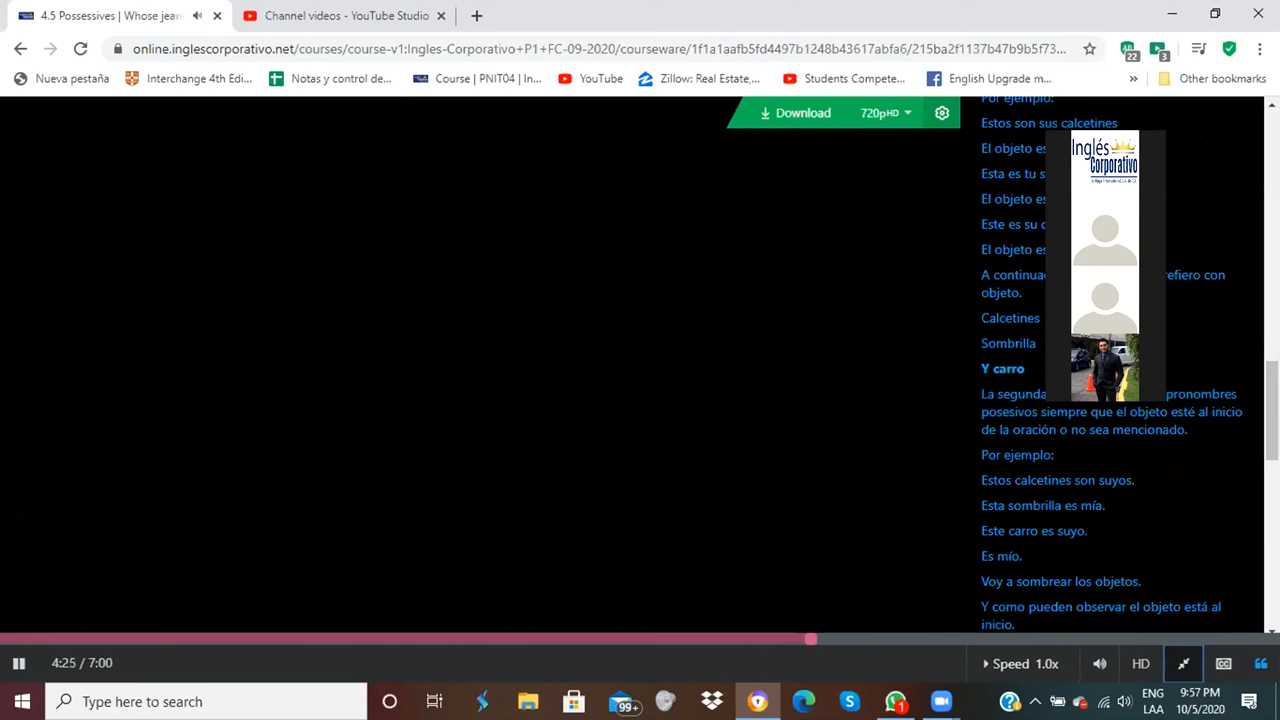 4.5 Possessives | Whose jean
Channel videos - YouTube Studio
online.inglescorporativo.net/courses/course-v1:Ingles-Corporativo+P1+FC-09-2020/courseware/1f1a1aafb5fd4497b1248b43617abfa6/215ba2f1137b47b9b5f73...
22
3
Nueva pestaña
Interchange 4th Edi...
Notas y control de...
Course | PNIT04 | In...
YouTube
Zillow: Real Estate,...
Students Compete...
English Upgrade m...
Other bookmarks
Download
720pHD
Por ejemplo:
Estos son sus calcetines
El objeto es
Esta es tu s
El objeto es
Este es su c
El objeto es
A continua
refiero con
objeto.
Calcetines
Sombrilla
Y carro
La segunda
pronombres
posesivos siempre que el objeto esté al inicio
de la oración o no sea mencionado.
Por ejemplo:
Estos calcetines son suyos.
Esta sombrilla es mía.
Este carro es suyo.
Es mío.
Voy a sombrear los objetos.
Y como pueden observar el objeto está al
inicio.
Inglés
Corporativo
4:25 / 7:00
Speed 1.0x
HD
Type here to search
99+
1
ENG
LAA
9:57 PM
10/5/2020